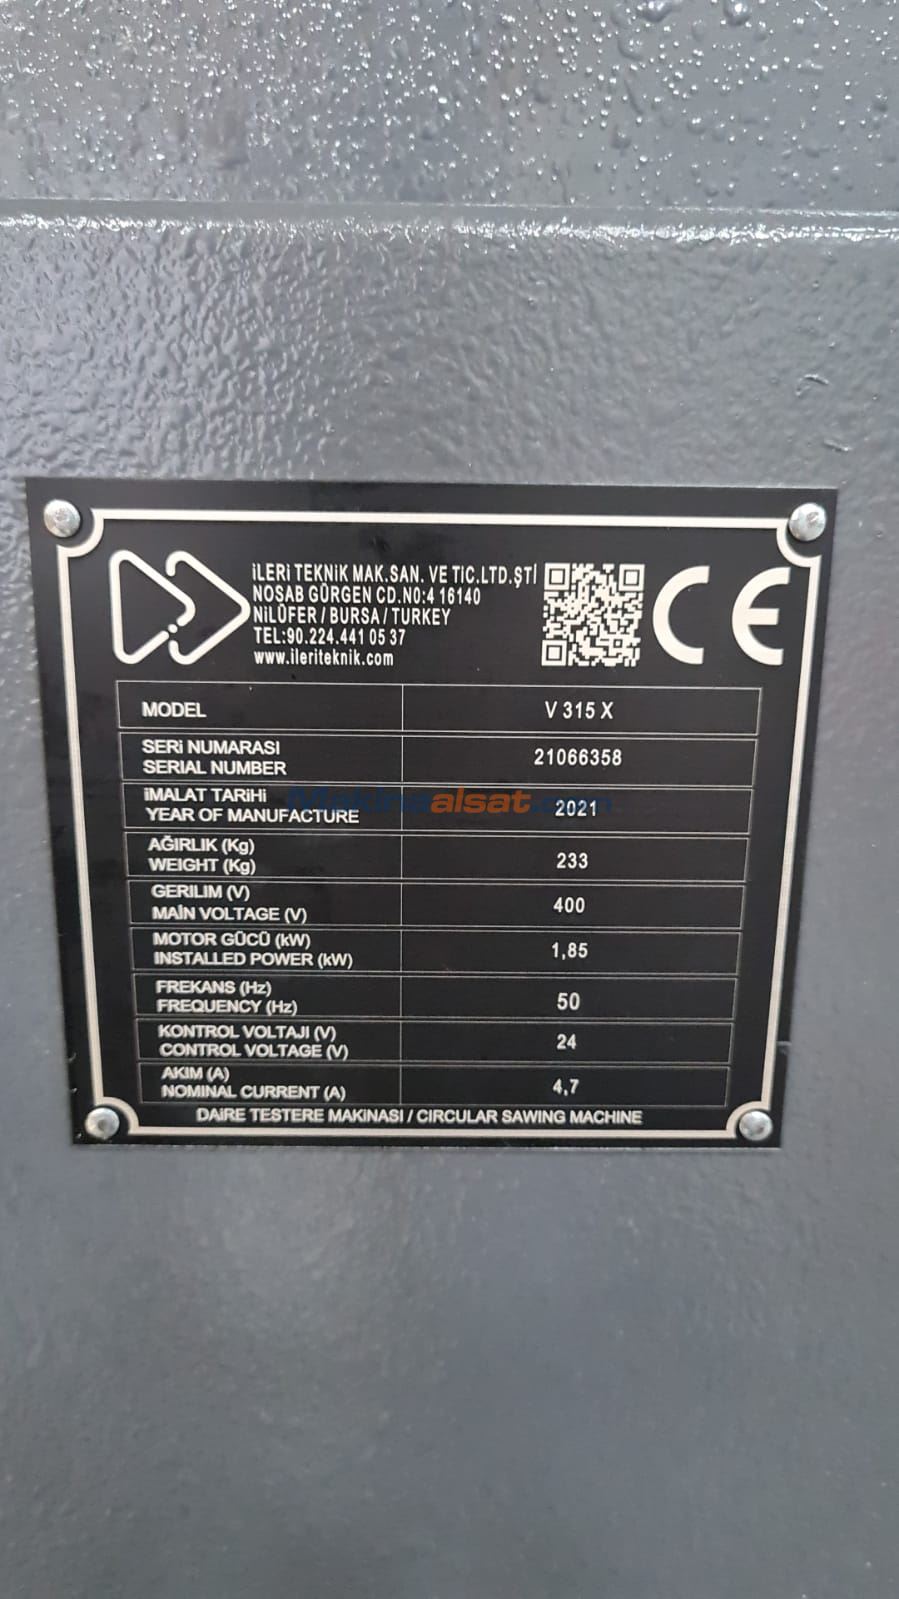 İLERİ TEKNİK MAK.SAN. VE TİC.LTD.ŞTİ
NOSAB GÜRGEN CD.NO:4 16140
NİLÜFER / BURSA / TURKEY
TEL:90.224.441 05 37
www.ileriteknik.com
CE
MODEL V 315 X
SERİ NUMARASI
SERIAL NUMBER 21066358
İMALAT TARİHİ
YEAR OF MANUFACTURE 2021
Makinaalsat.com
AĞIRLIK (Kg)
WEIGHT (Kg) 233
GERILIM (V)
MAİN VOLTAGE (V) 400
MOTOR GÜCÜ (kW)
INSTALLED POWER (kW) 1,85
FREKANS (Hz)
FREQUENCY (Hz) 50
KONTROL VOLTAJI (V)
CONTROL VOLTAGE (V) 24
AKIM (A)
NOMINAL CURRENT (A) 4,7
DAİRE TESTERE MAKİNASI / CIRCULAR SAWING MACHINE